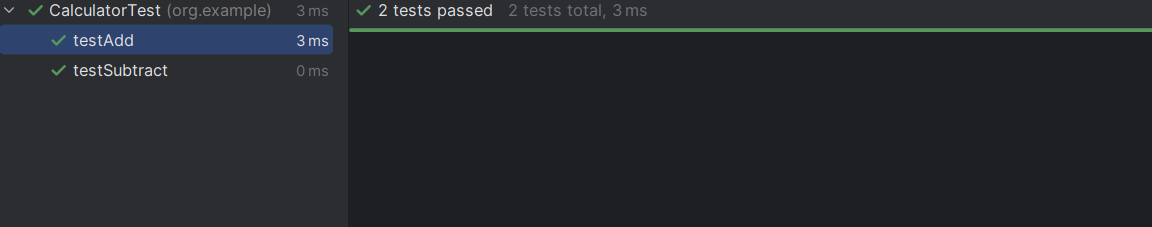 CalculatorTest (org.example) 3 ms
testAdd 3 ms
testSubtract 0 ms
2 tests passed 2 tests total, 3 ms